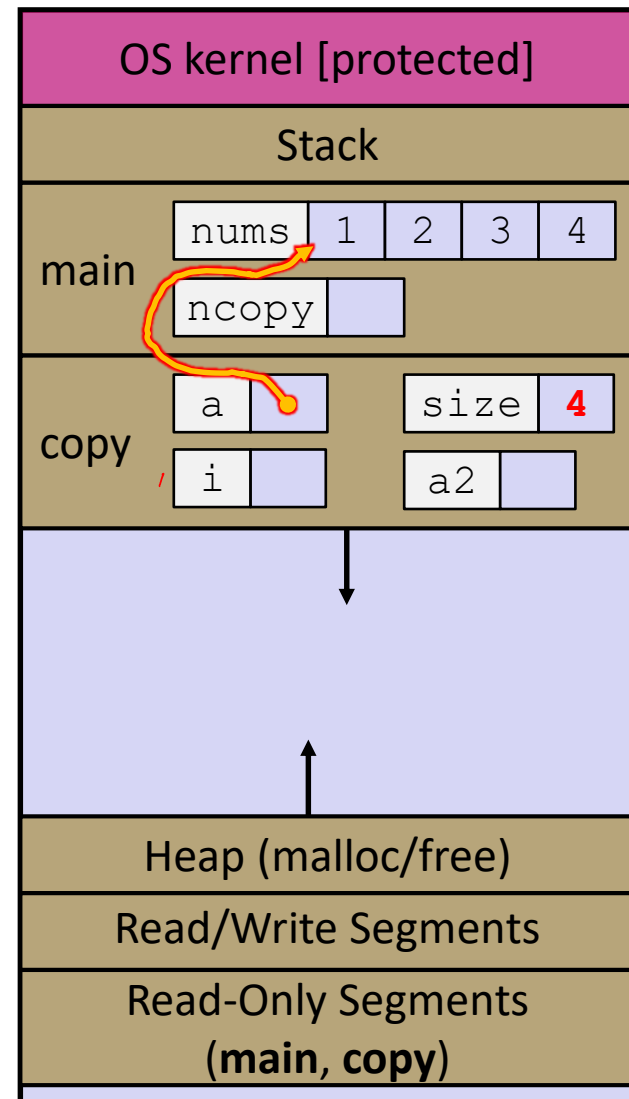 OS kernel [protected]
Stack
main
nums 1 2 3 4
ncopy
copy
a size 4
i a2
Heap (malloc/free)
Read/Write Segments
Read-Only Segments
(main, copy)